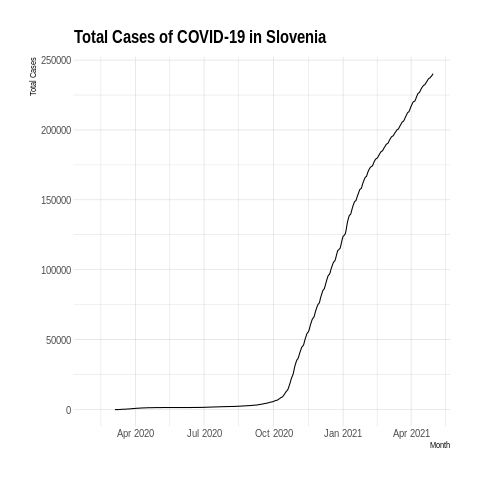 Total Cases of COVID-19 in Slovenia
Total Cases
250000
200000
150000
100000
50000
0
Apr 2020 Jul 2020 Oct 2020 Jan 2021 Apr 2021
Month